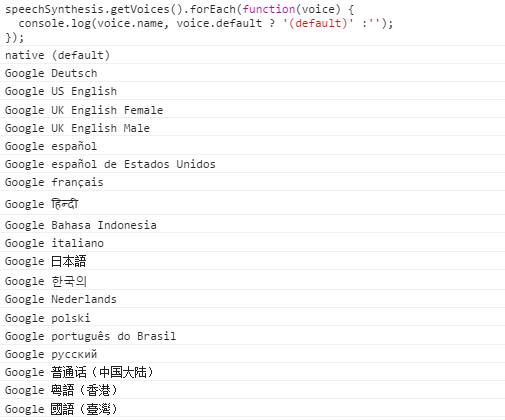 speechSynthesis.getVoices().forEach(function(voice) {
  console.log(voice.name, voice.default ? '(default)' :'');
});
native (default)
Google Deutsch
Google US English
Google UK English Female
Google UK English Male
Google español
Google español de Estados Unidos
Google français
Google हिन्दी
Google Bahasa Indonesia
Google italiano
Google 日本語
Google 한국의
Google Nederlands
Google polski
Google português do Brasil
Google русский
Google 普通话（中国大陆）
Google 粤語（香港）
Google 國語（臺灣）